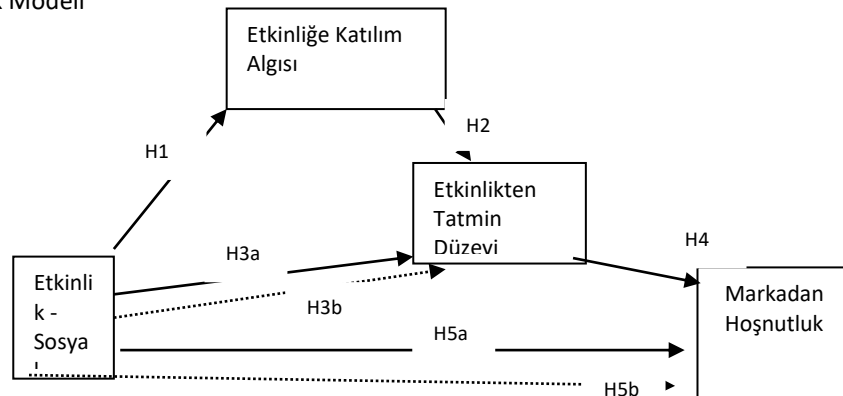 Modeli
Etkinliğe Katılım
Algısı
H1
H2
Etkinlikten
Tatmin
Düzeyi
H3a
H4
Etkinli
k -
Sosya
H3b
Markadan
Hoşnutluk
H5a
H5b